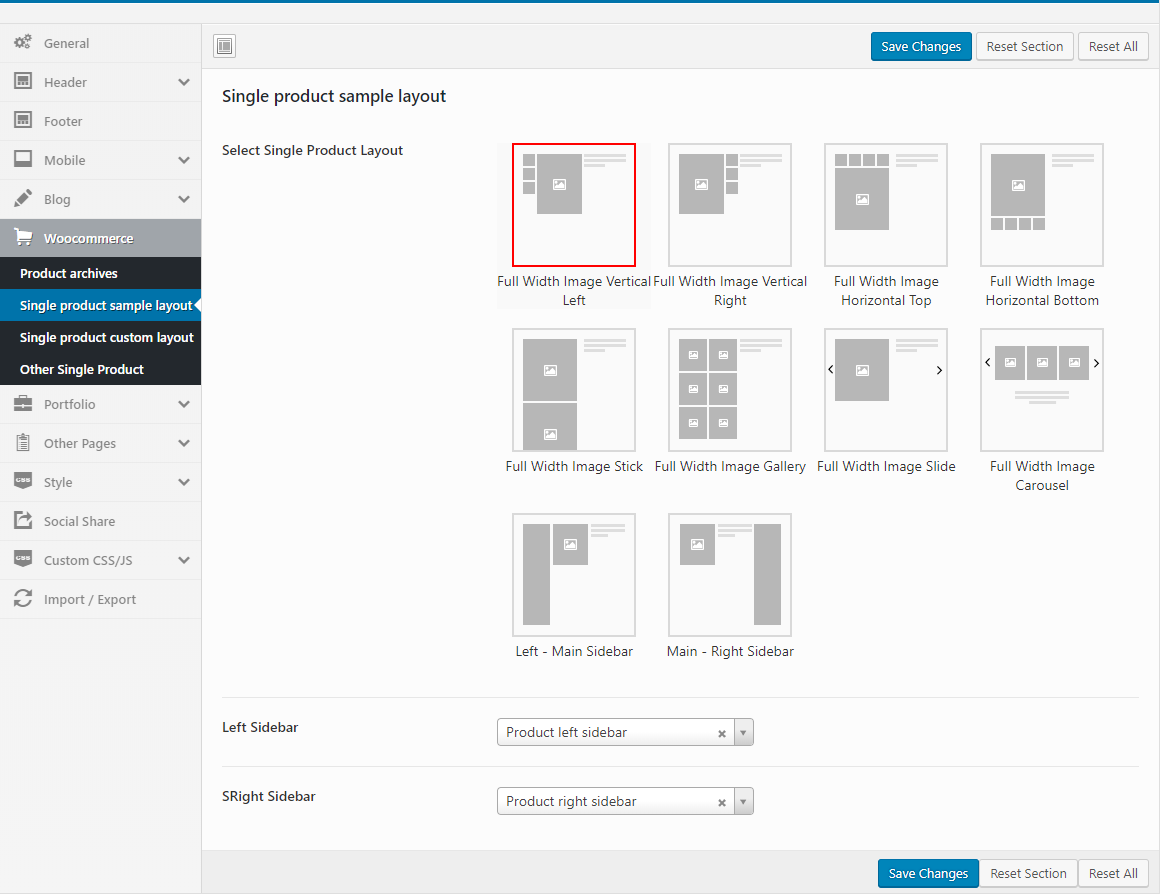 General
Header
Footer
Mobile
Blog
Woocommerce
Product archives
Single product sample layout
Single product custom layout
Other Single Product
Portfolio
Other Pages
CSS
Style
Social Share
CSS
Custom CSS/JS
Import / Export
Save Changes
Reset Section
Reset All
Single product sample layout
Select Single Product Layout
Full Width Image Vertical
Left
Full Width Image Vertical
Right
Full Width Image
Horizontal Top
Full Width Image
Horizontal Bottom
Full Width Image Stick
Full Width Image Gallery
Full Width Image Slide
Full Width Image
Carousel
Left - Main Sidebar
Main - Right Sidebar
Left Sidebar
Product left sidebar
SRight Sidebar
Product right sidebar
Save Changes
Reset Section
Reset All